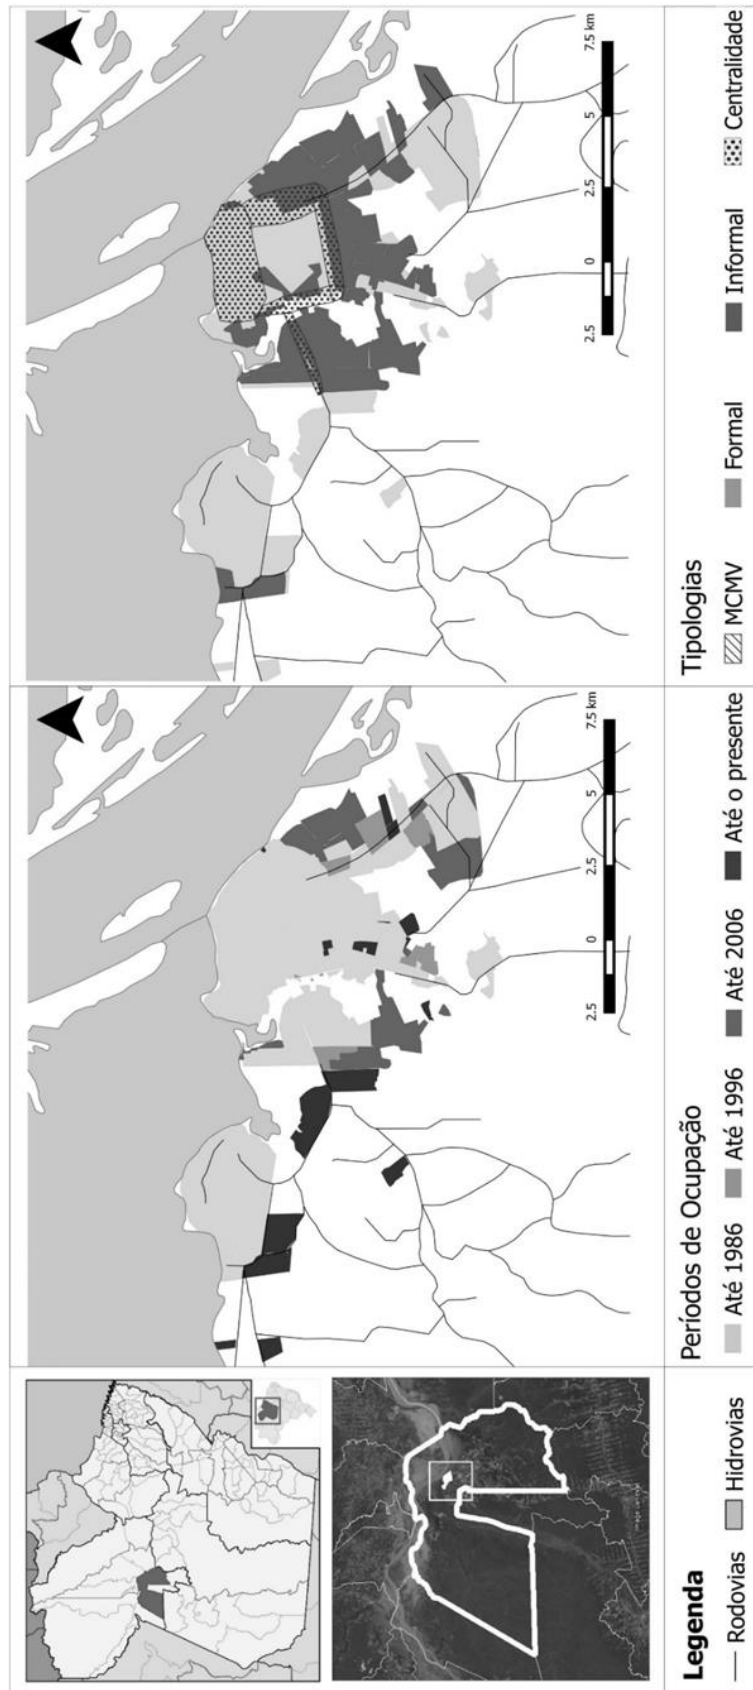 Legenda
Rodovias
Hidrovias
2.5 0 2.5 5 7.5 km
Períodos de Ocupação
Até 1986 Até 1996 Até 2006 Até o presente
2.5 0 2.5 5 7.5 km
Tipologias
MCMV Formal Informal Centralidade